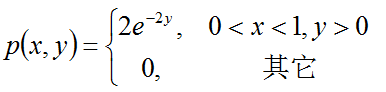 p(x, y) = { 2e^{-2y}, 0 < x < 1, y > 0
0, 其它